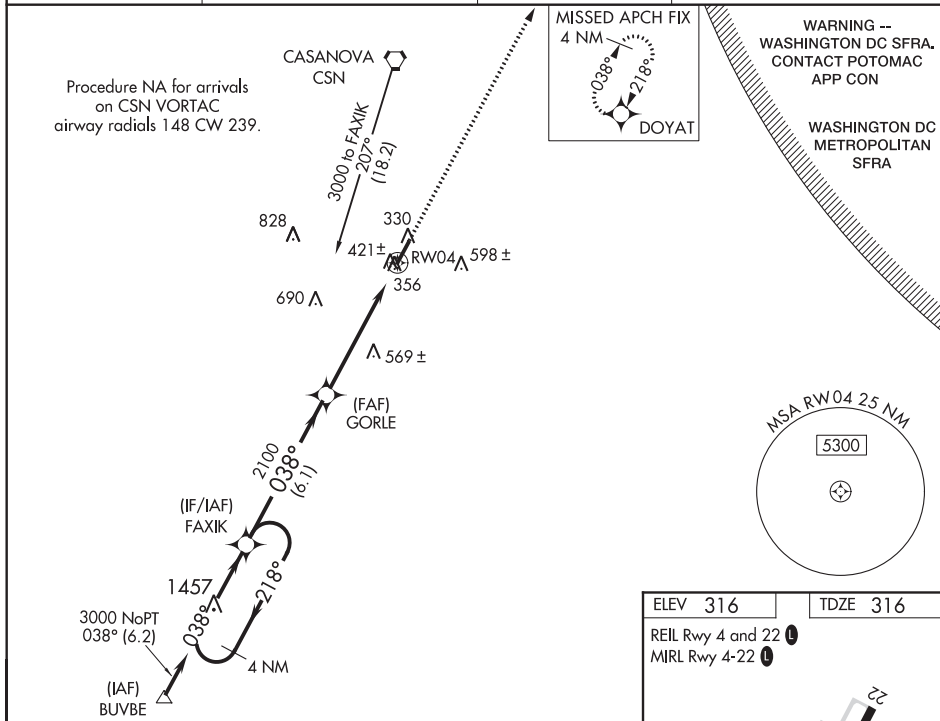 Procedure NA for arrivals
on CSN VORTAC
airway radials 148 CW 239.
CASANOVA
CSN
3000 to FAXIK
207°
(18.2)
MISSED APCH FIX
4 NM
038°
218°
DOYAT
WARNING --
WASHINGTON DC SFRA.
CONTACT POTOMAC
APP CON
WASHINGTON DC
METROPOLITAN
SFRA
828
330
421±
RW04
598 ±
356
690
569 ±
(FAF)
GORLE
2100
038°
(6.1)
(IF/IAF)
FAXIK
1457
038°
218°
4 NM
3000 NoPT
038° (6.2)
(IAF)
BUVBE
MSA RW04 25 NM
5300
ELEV 316
TDZE 316
REIL Rwy 4 and 22 L
MIRL Rwy 4-22 L
22